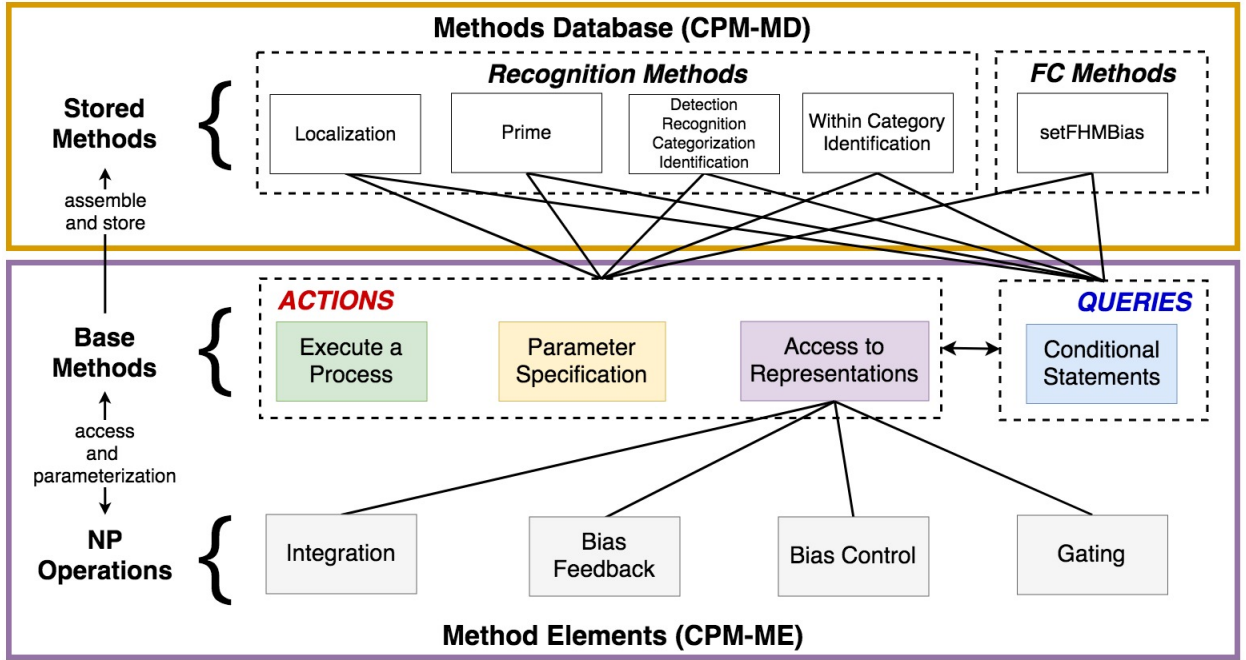 Methods Database (CPM-MD)
Recognition Methods
FC Methods
Stored
Methods
Localization
Prime
Detection
Recognition
Categorization
Identification
Within Category
Identification
setFHMBias
assemble
and store
ACTIONS
QUERIES
Base
Methods
Execute a
Process
Parameter
Specification
Access to
Representations
Conditional
Statements
access
and
parameterization
NP
Operations
Integration
Bias
Feedback
Bias Control
Gating
Method Elements (CPM-ME)